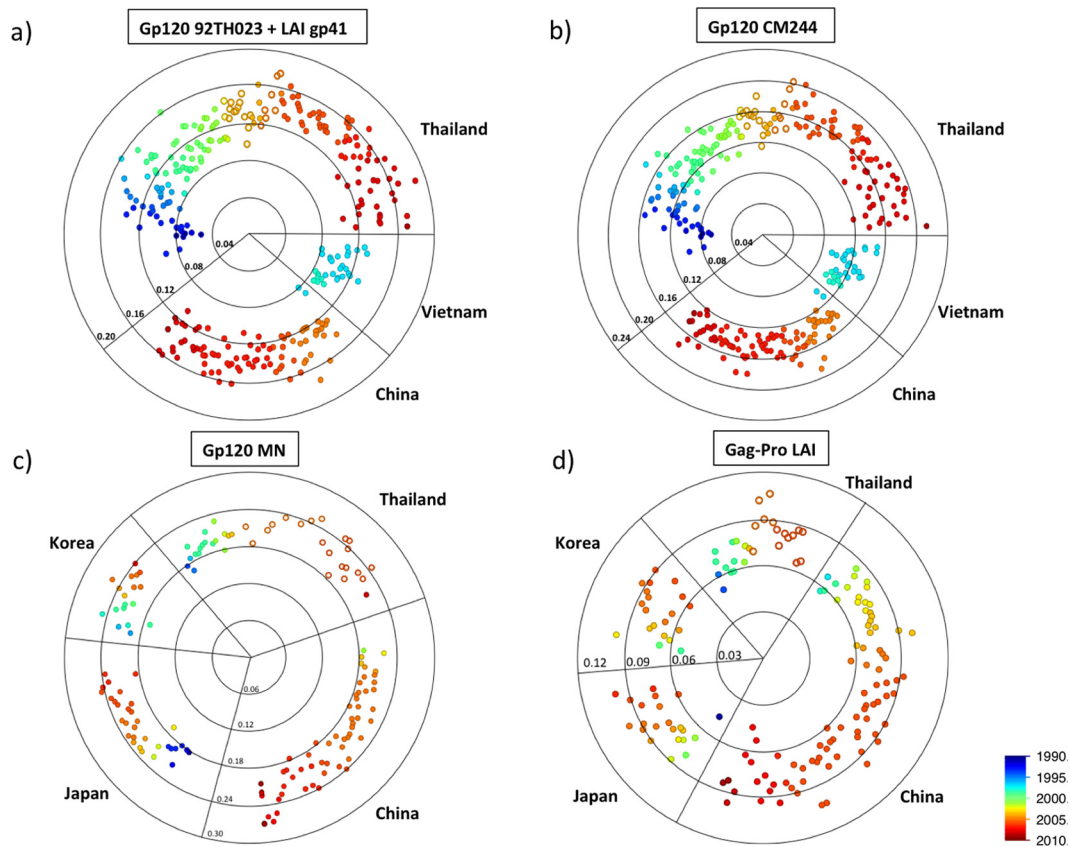 a)
Gp120 92TH023 + LAI gp41
Thailand
Vietnam
China
0.04
0.08
0.12
0.16
0.20
b)
Gp120 CM244
Thailand
Vietnam
China
0.04
0.08
0.12
0.16
0.20
0.24
c)
Gp120 MN
Thailand
Korea
Japan
China
0.06
0.12
0.18
0.24
0.30
d)
Gag-Pro LAI
Thailand
Korea
0.12 0.09 0.06 0.03
Japan
China
1990.
1995.
2000.
2005.
2010.